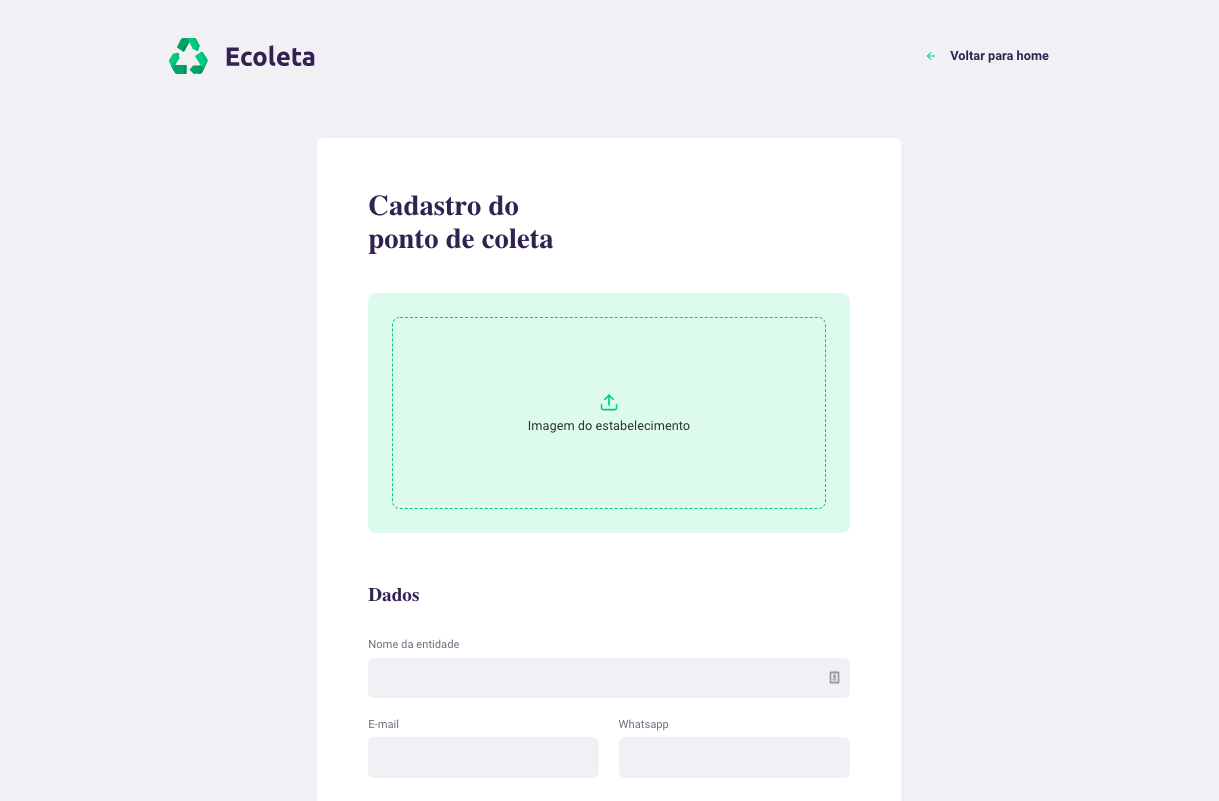 Ecoleta
Voltar para home
Cadastro do
ponto de coleta
Imagem do estabelecimento
Dados
Nome da entidade
E-mail
Whatsapp